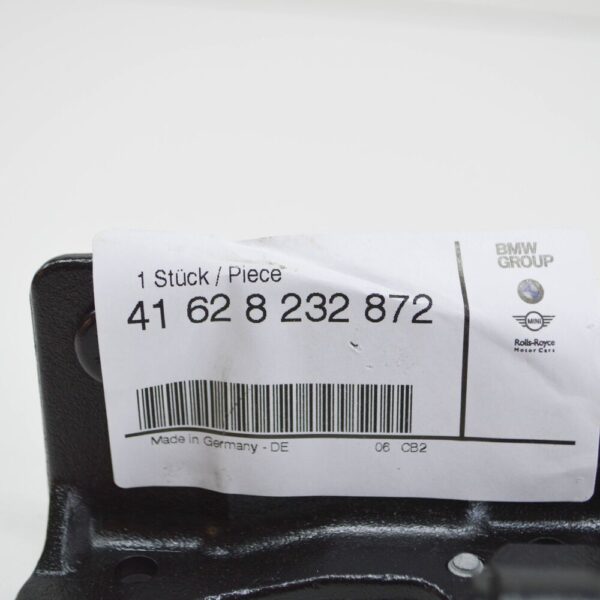 1 Stück / Piece
41 62 8 232 872
Made in Germany - DE 06 CB2
BMW
GROUP
MINI
Rolls-Royce
Motor Cars